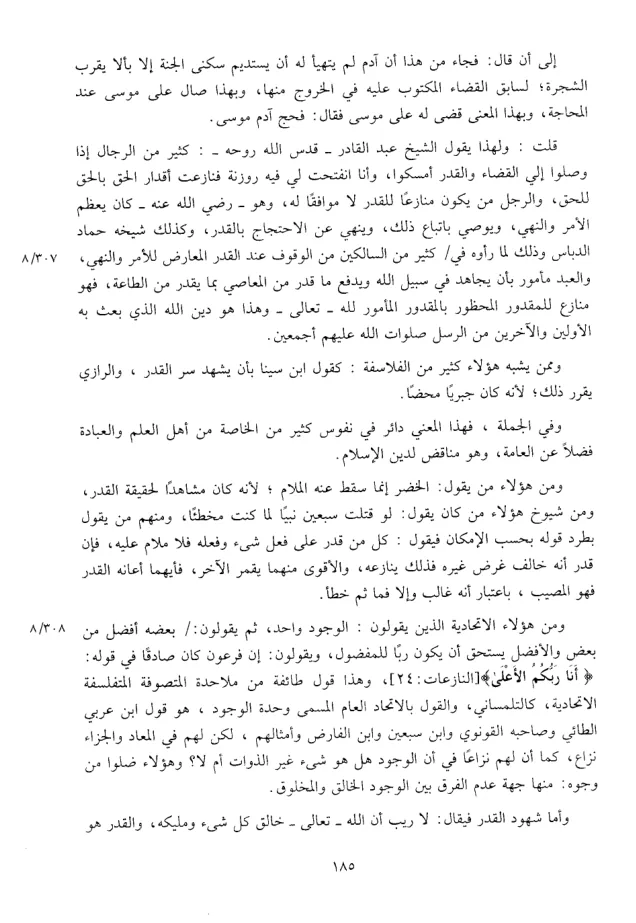 إلى أن قال: فجاء من هذا أن آدم لم يتهيأ له أن يستديم سكنى الجنة إلا بألا يقرب
الشجرة؛ لسابق القضاء المكتوب عليه في الخروج منها، وبهذا صال على موسى عند
المحاجة، وبهذا المعنى قضى له على موسى فقال: فحج آدم موسى.
قلت : ولهذا يقول الشيخ عبد القادر ـ قدس الله روحه ـ : كثير من الرجال إذا
وصلوا إلي القضاء والقدر أمسكوا، وأنا انفتحت لي فيه روزنة فنازعت أقدار الحق بالحق
للحق، والرجل من يكون منازعًا للقدر لا موافقًا له، وهو ـ رضي الله عنه ـ كان يعظم
الأمر والنهي، ويوصي باتباع ذلك، وينهي عن الاحتجاج بالقدر، وكذلك شيخه حماد
الدباس وذلك لما رأوه في/ كثير من السالكين من الوقوف عند القدر المعارض للأمر والنهي، ٨/٣٠٧
والعبد مأمور بأن يجاهد في سبيل الله ويدفع ما قدر من المعاصي بما يقدر من الطاعة، فهو
منازع للمقدور المحظور بالمقدور المأمور لله ـ تعالى ـ وهذا هو دين الله الذي بعث به
الأولين والآخرين من الرسل صلوات الله عليهم أجمعين.
وممن يشبه هؤلاء كثير من الفلاسفة : كقول ابن سينا بأن يشهد سر القدر ، والرازي
يقرر ذلك؛ لأنه كان جبريًا محضًا.
وفي الجملة ، فهذا المعني دائر في نفوس كثير من الخاصة من أهل العلم والعبادة
فضلاً عن العامة، وهو مناقض لدين الإسلام.
ومن هؤلاء من يقول: الخضر إنما سقط عنه الملام ؛ لأنه كان مشاهدًا لحقيقة القدر،
ومن شيوخ هؤلاء من كان يقول: لو قتلت سبعين نبيًا لما كنت مخطئًا، ومنهم من يقول
بطرد قوله بحسب الإمكان فيقول : كل من قدر على فعل شىء وفعله فلا ملام عليه، فإن
قدر أنه خالف غرض غيره فذلك ينازعه، والأقوى منهما يقمر الآخر، فأيهما أعانه القدر
فهو المصيب ، باعتبار أنه غالب وإلا فما ثم خطأ.
ومن هؤلاء الاتحادية الذين يقولون : الوجود واحد، ثم يقولون:/ بعضه أفضل من ٨/٣٠٨
بعض والأفضل يستحق أن يكون ربًا للمفضول، ويقولون: إن فرعون كان صادقًا في قوله:
﴿ أَنَا رَبُّكُمُ الأَعْلَىٰ﴾[النازعات: ٢٤]، وهذا قول طائفة من ملاحدة المتصوفة المتفلسفة
الاتحادية، كالتلمساني، والقول بالاتحاد العام المسمى وحدة الوجود ، هو قول ابن عربي
الطائي وصاحبه القونوي وابن سبعين وابن الفارض وأمثالهم ، لكن لهم في المعاد والجزاء
نزاع، كما أن لهم نزاعًا في أن الوجود هل هو شىء غير الذوات أم لا؟ وهؤلاء ضلوا من
وجوه: منها جهة عدم الفرق بين الوجود الخالق والمخلوق.
وأما شهود القدر فيقال: لا ريب أن الله ـ تعالى ـ خالق كل شىء ومليكه، والقدر هو
١٨٥